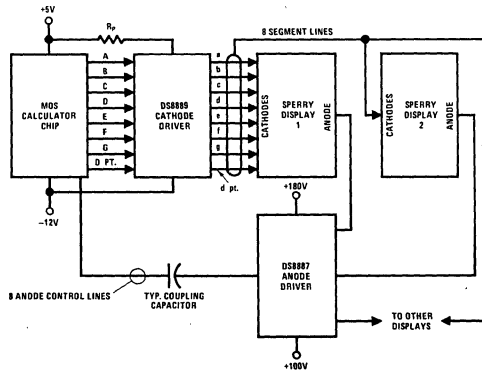 +5V
Rp
8 SEGMENT LINES
MOS
CALCULATOR
CHIP
A
B
C
D
E
F
G
D PT.
DS8889
CATHODE
DRIVER
a
b
c
d
e
f
g
d pt.
CATHODES
SPERRY
DISPLAY
1
ANODE
CATHODES
SPERRY
DISPLAY
2
ANODE
-12V
+180V
8 ANODE CONTROL LINES
TYP. COUPLING
CAPACITOR
DS8887
ANODE
DRIVER
TO OTHER
DISPLAYS
+100V